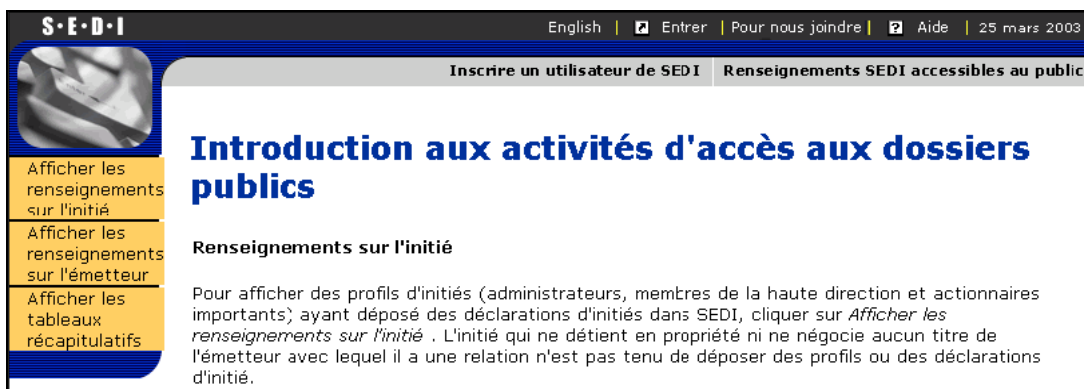 S•E•D•I
English | Entrer | Pour nous joindre | ? Aide | 25 mars 2003
Inscrire un utilisateur de SEDI | Renseignements SEDI accessibles au public
Afficher les
renseignements
sur l'initié
Afficher les
renseignements
sur l'émetteur
Afficher les
tableaux
récapitulatifs
Introduction aux activités d'accès aux dossiers
publics
Renseignements sur l'initié
Pour afficher des profils d'initiés (administrateurs, membres de la haute direction et actionnaires
importants) ayant déposé des déclarations d'initiés dans SEDI, cliquer sur Afficher les
renseignements sur l'initié . L'initié qui ne détient en propriété ni ne négocie aucun titre de
l'émetteur avec lequel il a une relation n'est pas tenu de déposer des profils ou des déclarations
d'initié.